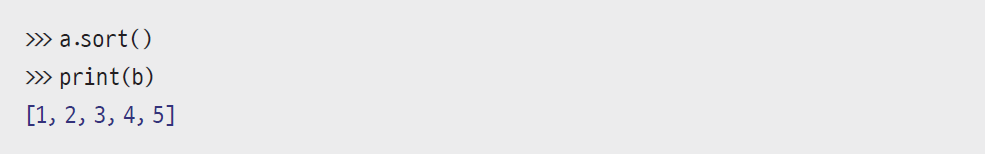 >>> a.sort()
>>> print(b)
[1, 2, 3, 4, 5]